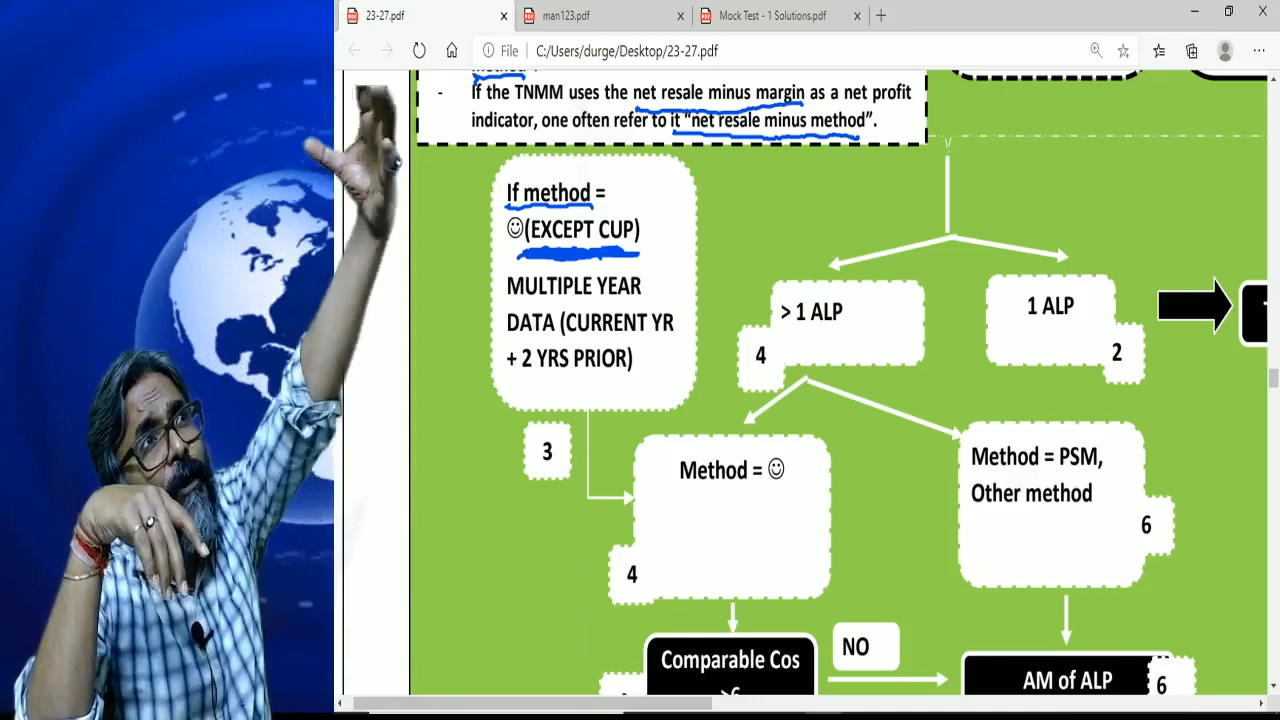 23-27.pdf
man123.pdf
Mock Test - 1 Solutions.pdf
File
C:/Users/durge/Desktop/23-27.pdf
- If the TNMM uses the net resale minus margin as a net profit
indicator, one often refer to it “net resale minus method”.
If method =
☺(EXCEPT CUP)
MULTIPLE YEAR
DATA (CURRENT YR
+ 2 YRS PRIOR)
3
> 1 ALP
4
1 ALP
2
Method = ☺
4
Method = PSM,
Other method
6
Comparable Cos
NO
AM of ALP
6